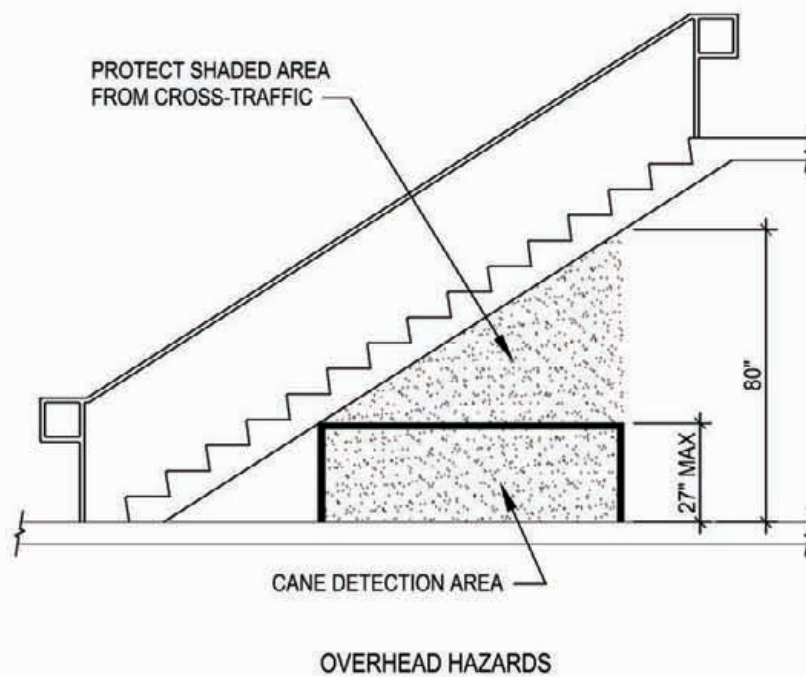 PROTECT SHADED AREA
FROM CROSS-TRAFFIC
80"
27" MAX
CANE DETECTION AREA
OVERHEAD HAZARDS